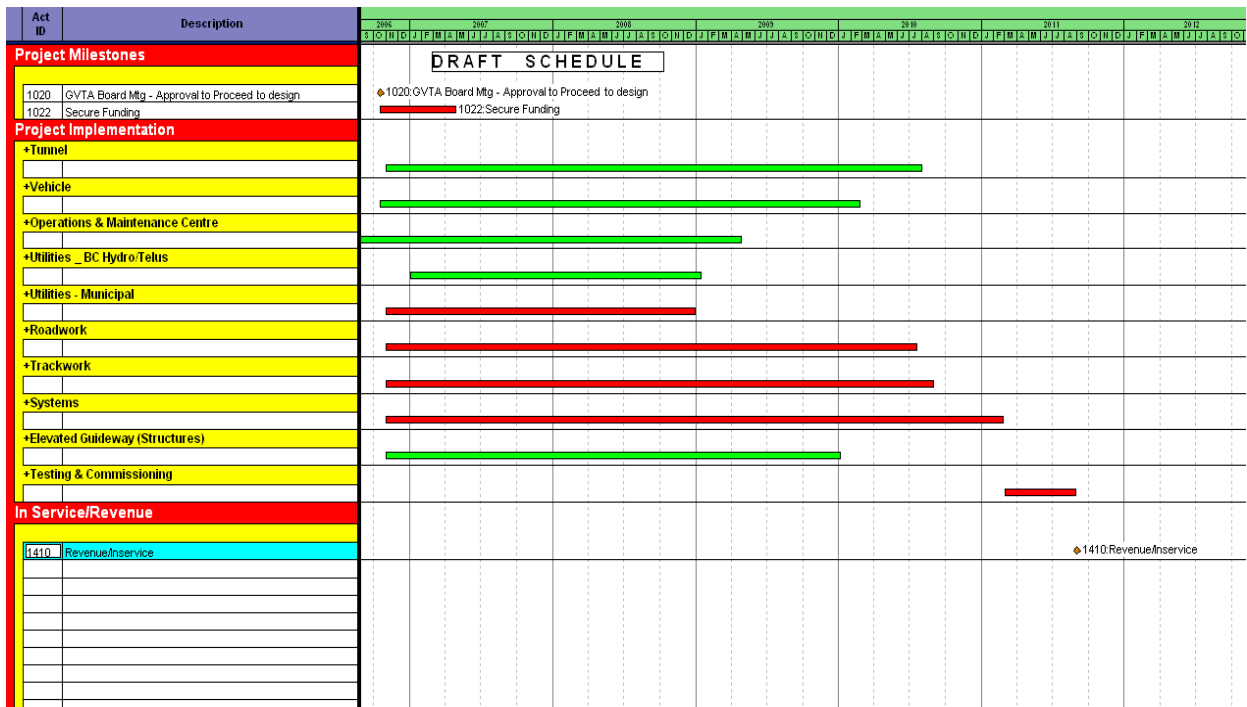 Act ID Description
2006 2007 2008 2009 2010 2011 2012
S O N D J F M A M J J A S O N D J F M A M J J A S O N D J F M A M J J A S O N D J F M A M J J A S O N D J F M A M J J A S O N D J F M A M J J A S O
Project Milestones
DRAFT SCHEDULE
1020 GVTA Board Mtg - Approval to Proceed to design 1020:GVTA Board Mtg - Approval to Proceed to design
1022 Secure Funding 1022:Secure Funding
Project Implementation
+Tunnel
+Vehicle
+Operations & Maintenance Centre
+Utilities _ BC Hydro/Telus
+Utilities - Municipal
+Roadwork
+Trackwork
+Systems
+Elevated Guideway (Structures)
+Testing & Commissioning
In Service/Revenue
1410 Revenue/Inservice 1410:Revenue/Inservice